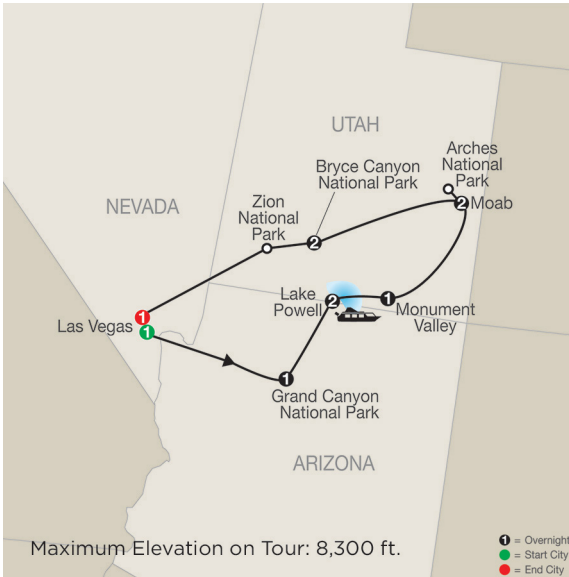 UTAH
Arches
National
Park
Bryce Canyon
National Park
2 Moab
Zion
National
Park
NEVADA
2
Lake
Powell
2
1
Monument
Valley
1
Las Vegas
1
1
Grand Canyon
National Park
ARIZONA
Maximum Elevation on Tour: 8,300 ft.
1 = Overnight
= Start City
= End City